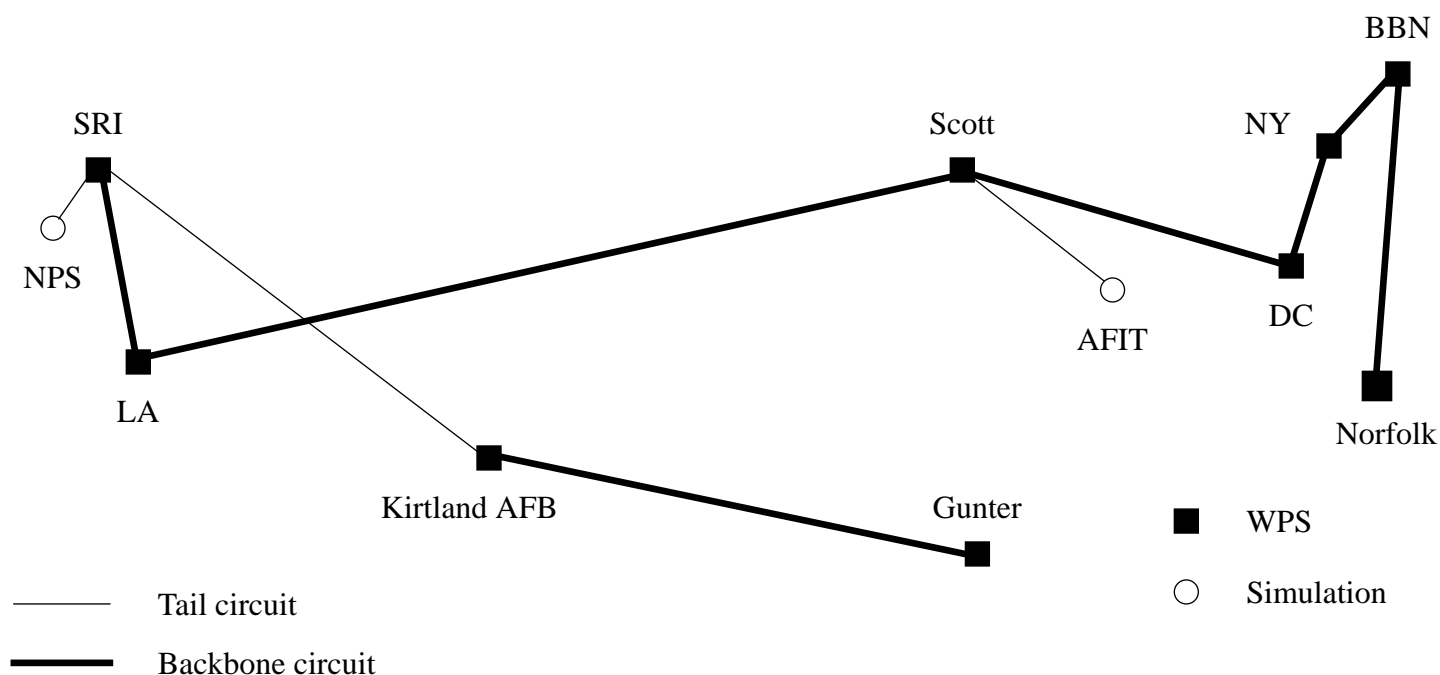 BBN
SRI
Scott
NY
NPS
DC
AFIT
LA
Norfolk
Kirtland AFB
Gunter
WPS
Simulation
Tail circuit
Backbone circuit